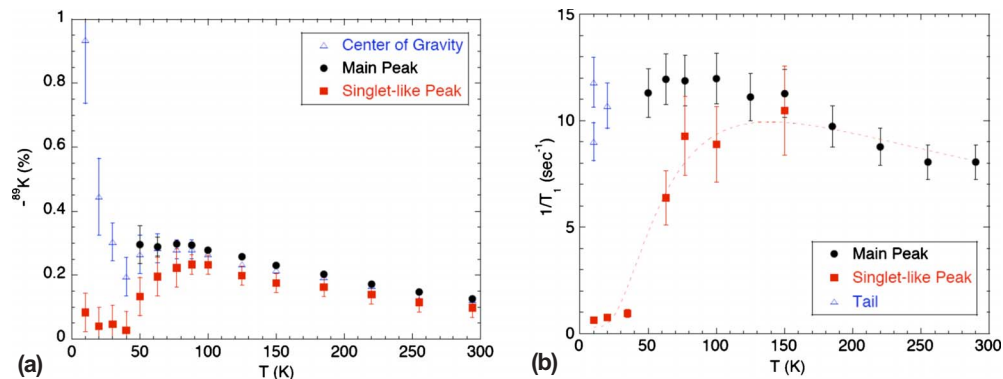 1
0.8
0.6
0.4
0.2
0
-⁸⁹K (%)
Center of Gravity
Main Peak
Singlet-like Peak
0 50 100 150 200 250 300
T (K)
(a)
15
10
5
0
1/T₁ (sec⁻¹)
Main Peak
Singlet-like Peak
Tail
0 50 100 150 200 250 300
T (K)
(b)